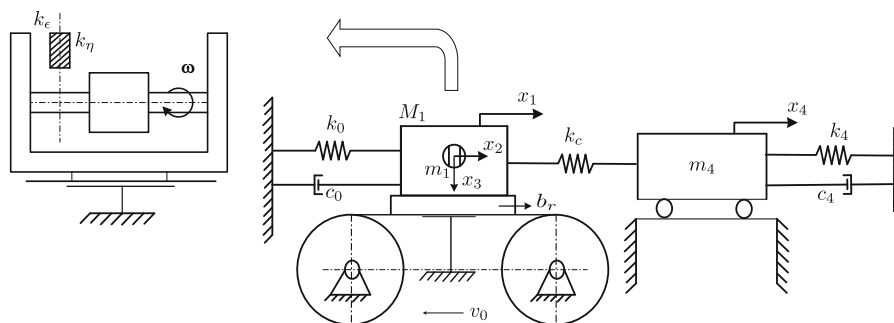 k_ϵ
k_η
ω
k_0
c_0
M_1
m_1
x_1
x_2
x_3
b_r
v_0
k_c
m_4
x_4
k_4
c_4